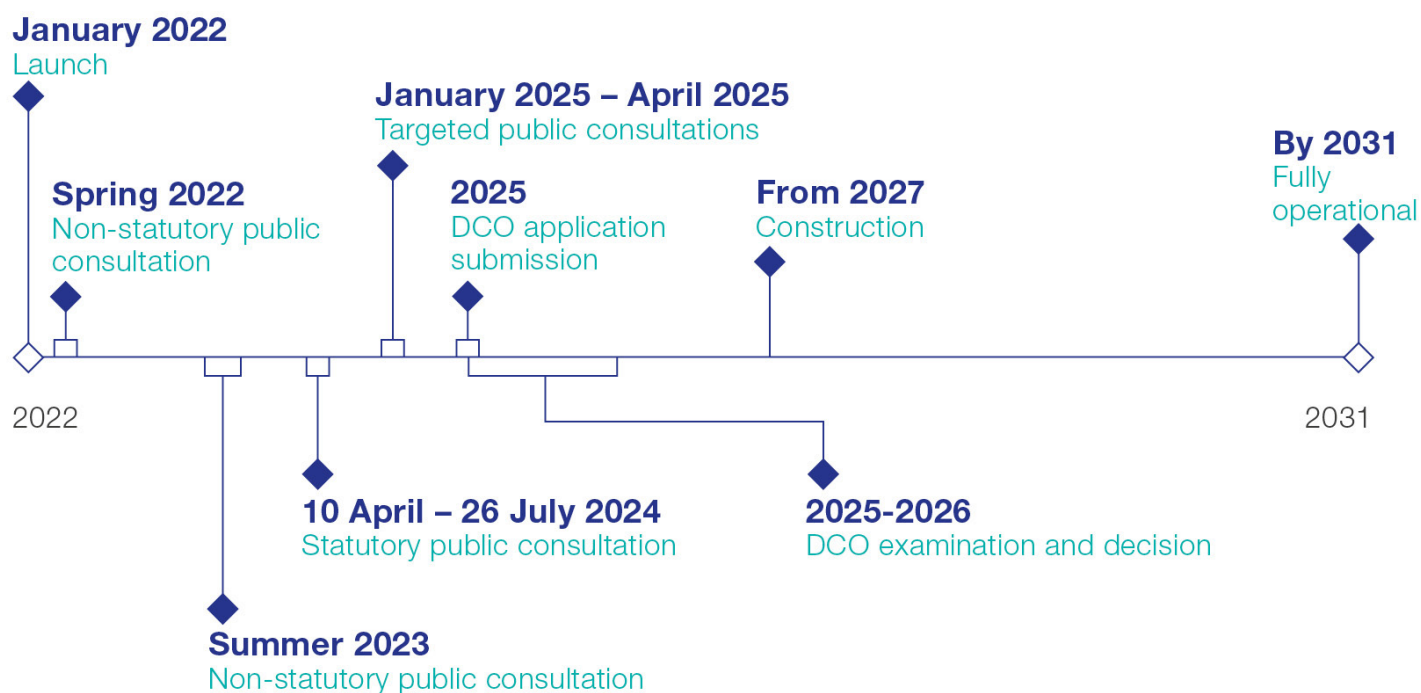 January 2022
Launch
January 2025 – April 2025
Targeted public consultations
By 2031
Fully
operational
Spring 2022
Non-statutory public
consultation
2025
DCO application
submission
From 2027
Construction
2022
2031
10 April – 26 July 2024
Statutory public consultation
2025-2026
DCO examination and decision
Summer 2023
Non-statutory public consultation